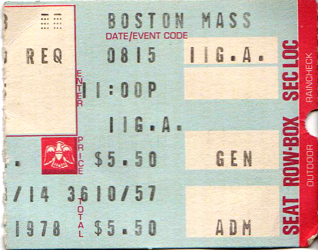 BOSTON MASS
DATE/EVENT CODE
REQ 0815 IIG.A.
11:00P
IIG.A.
$5.50 GEN
/14 3610/57
1978 $5.50 ADM
ENTER
PRICE
TOTAL
SEAT ROW-BOX SEC LOC
OUTDOOR RAINCHECK